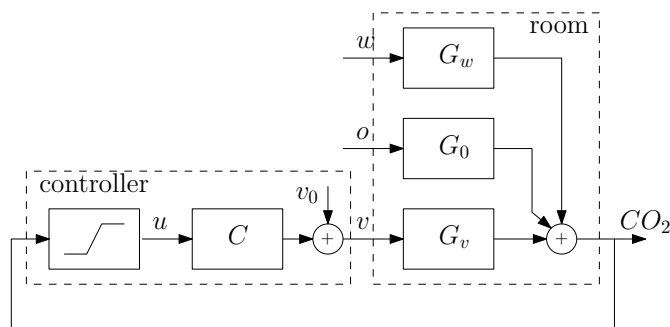 room
w
G_w
o
G_0
controller
v_0
u
C
+
v
G_v
+
CO_2